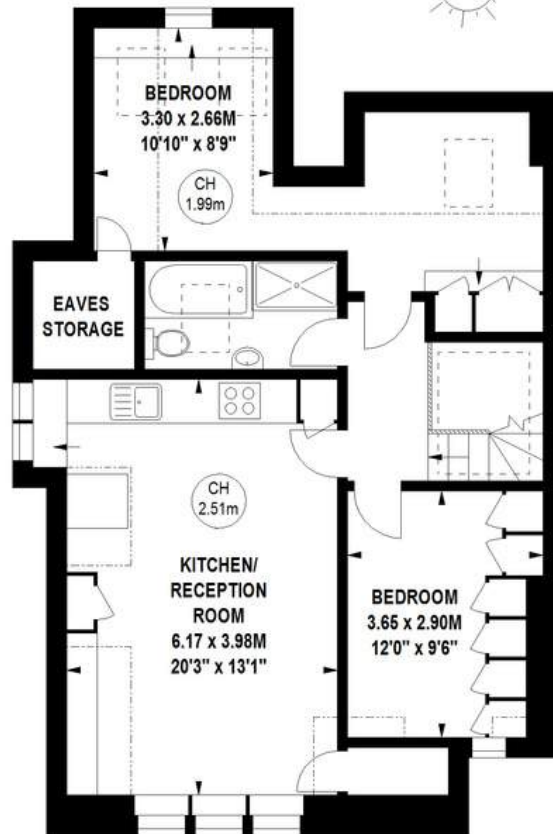 BEDROOM
3.30 x 2.66M
10'10" x 8'9"
CH
1.99m
EAVES
STORAGE
CH
2.51m
KITCHEN/
RECEPTION
ROOM
6.17 x 3.98M
20'3" x 13'1"
BEDROOM
3.65 x 2.90M
12'0" x 9'6"